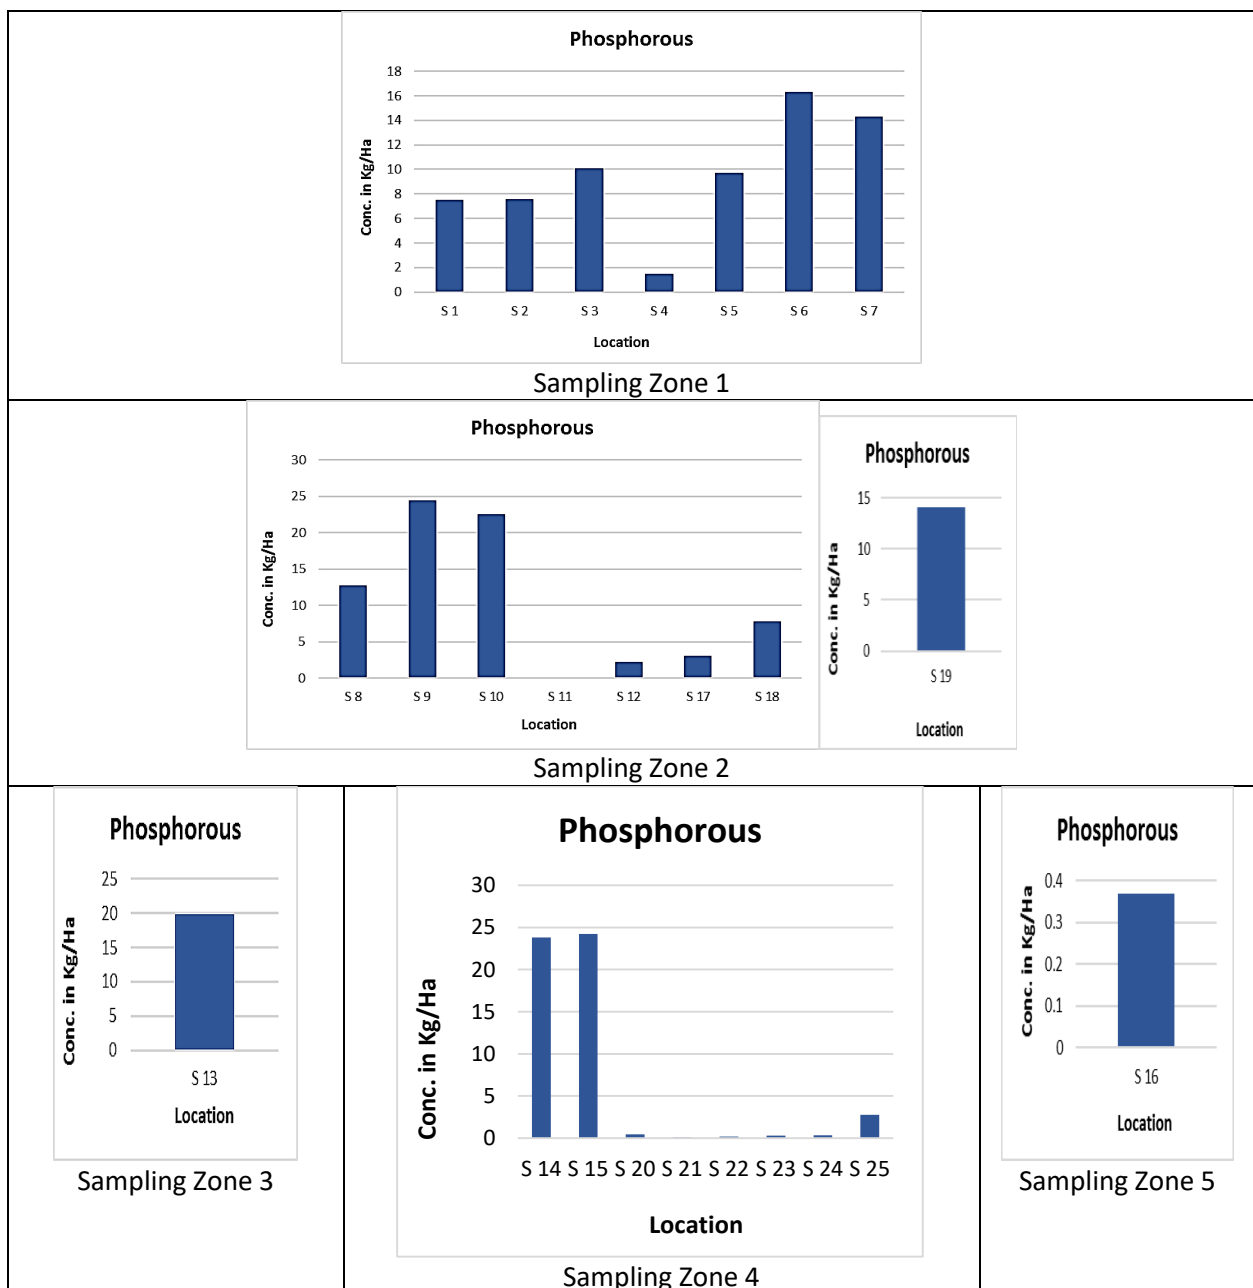 Phosphorous
18
16
14
12
10
8
6
4
2
0
Conc. in Kg/Ha
S 1 S 2 S 3 S 4 S 5 S 6 S 7
Location
Sampling Zone 1
Phosphorous
30
25
20
15
10
5
0
Conc. in Kg/Ha
S 8 S 9 S 10 S 11 S 12 S 17 S 18
Location
Phosphorous
15
10
5
0
Conc. in Kg/Ha
S 19
Location
Sampling Zone 2
Phosphorous
25
20
15
10
5
0
Conc. in Kg/Ha
S 13
Location
Sampling Zone 3
Phosphorous
30
25
20
15
10
5
0
Conc. in Kg/Ha
S 14 S 15 S 20 S 21 S 22 S 23 S 24 S 25
Location
Sampling Zone 4
Phosphorous
0.4
0.3
0.2
0.1
0
Conc. in Kg/Ha
S 16
Location
Sampling Zone 5